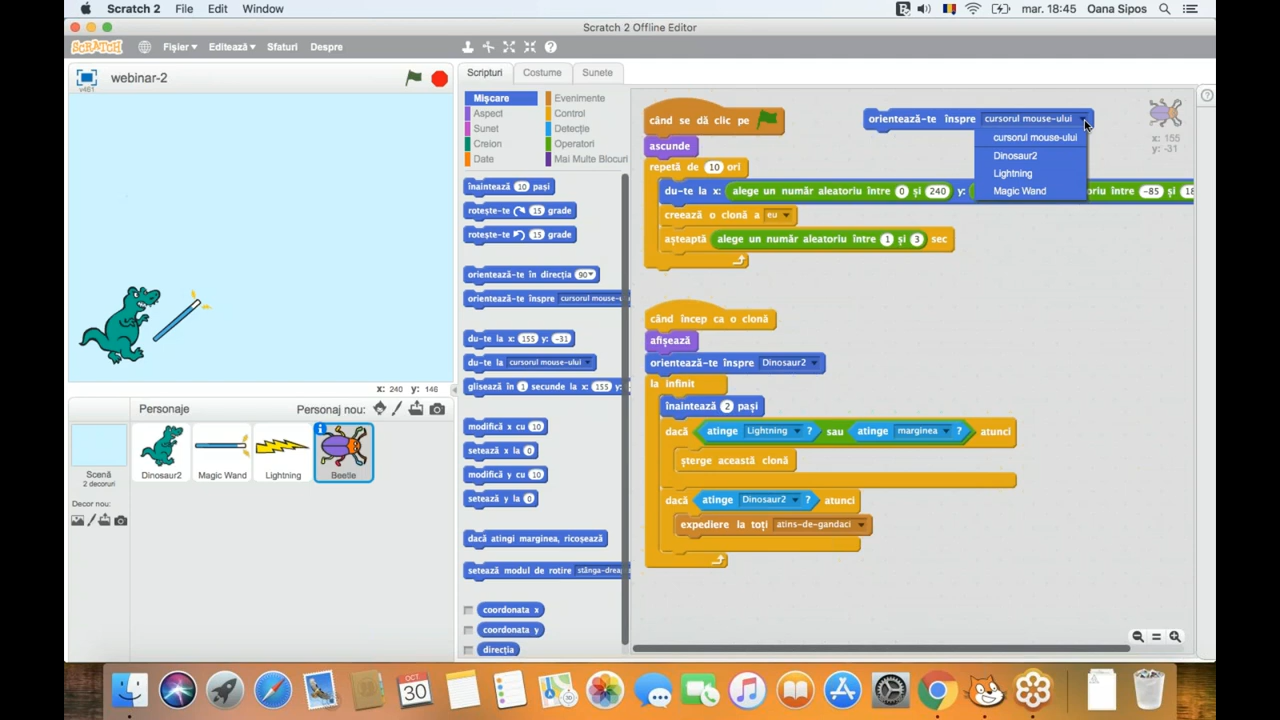 Scratch 2 File Edit Window mar. 18:45 Oana Sipos
Scratch 2 Offline Editor
SCRATCH Fișier Editează Sfaturi Despre
webinar-2
v461
x: 240 y: 146
Personaje Personaj nou:
Scenă
2 decoruri
Decor nou:
Dinosaur2 Magic Wand Lightning Beetle
Scripturi Costume Sunete
Mișcare Evenimente
Aspect Control
Sunet Detecție
Creion Operatori
Date Mai Multe Blocuri
înaintează 10 pași
rotește-te 15 grade
rotește-te 15 grade
orientează-te în direcția 90
orientează-te înspre
du-te la x: 155 y: -31
du-te la cursorul mouse-ului
glisează în 1 secunde la x: 155 y:
modifică x cu 10
setează x la 0
modifică y cu 10
setează y la 0
dacă atingi marginea, ricoșează
setează modul de rotire
coordonata x
coordonata y
direcția
când se dă clic pe
ascunde
repetă de 10 ori
du-te la x: alege un număr aleatoriu între 0 și 240 y: -85 și
creează o clonă a eu
așteaptă alege un număr aleatoriu între 1 și 3 sec
orientează-te înspre cursorul mouse-ului
cursorul mouse-ului
Dinosaur2
Lightning
Magic Wand
x: 155
y: -31
când încep ca o clonă
afișează
orientează-te înspre Dinosaur2
la infinit
înaintează 2 pași
dacă atinge Lightning ? sau atinge marginea ? atunci
șterge această clonă
dacă atinge Dinosaur2 ? atunci
expediere la toți atins-de-gandaci
OCT
30